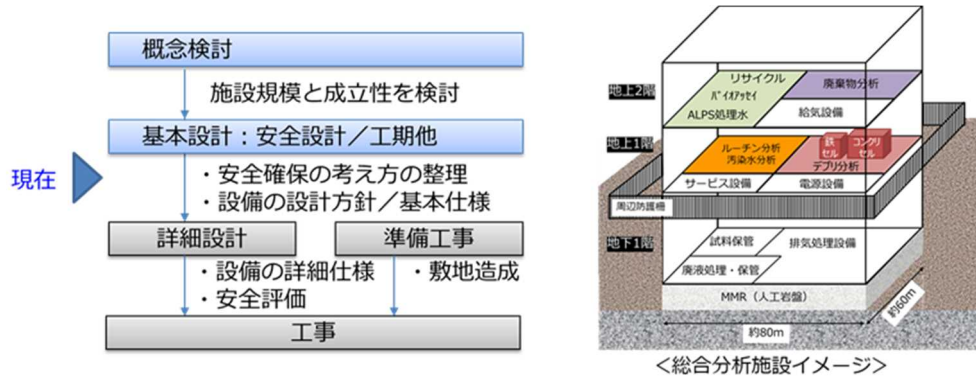 概念検討
施設規模と成立性を検討
基本設計：安全設計／工期他
現在
・安全確保の考え方の整理
・設備の設計方針／基本仕様
詳細設計
準備工事
・設備の詳細仕様
・安全評価
・敷地造成
工事
地上2階
リサイクル
バイオアッセイ
ALPS処理水
廃棄物分析
給気設備
地上1階
ルーチン分析
汚染水分析
鉄
セル
コンクリ
セル
デブリ分析
サービス設備
電源設備
周辺防護柵
地下1階
試料保管
排気処理設備
廃液処理・保管
MMR（人工岩盤）
約80m
約60m
＜総合分析施設イメージ＞